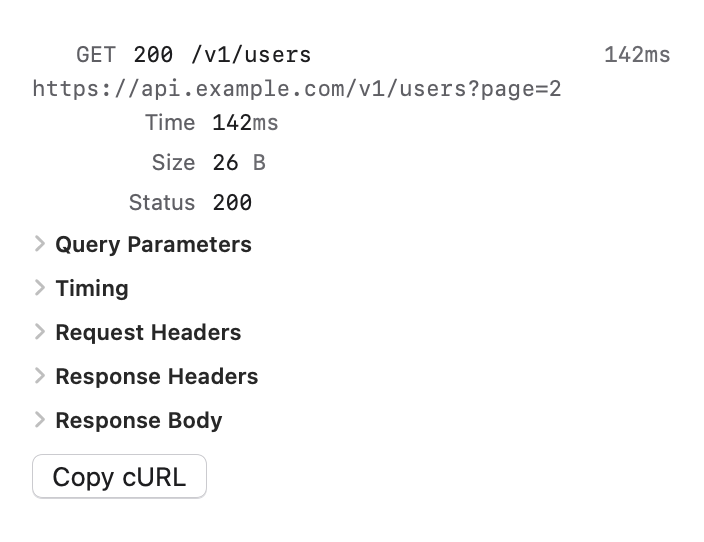 GET 200 /v1/users 142ms
https://api.example.com/v1/users?page=2
Time 142ms
Size 26 B
Status 200
Query Parameters
Timing
Request Headers
Response Headers
Response Body
Copy cURL